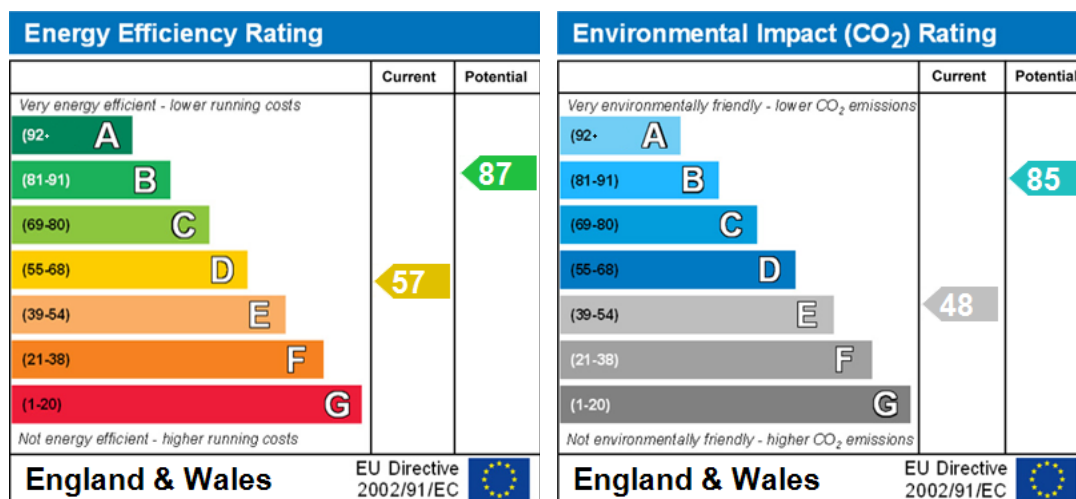 Energy Efficiency Rating
Current Potential
Very energy efficient - lower running costs
(92+ A
(81-91) B
87
(69-80) C
(55-68) D
57
(39-54) E
(21-38) F
(1-20) G
Not energy efficient - higher running costs
England & Wales
EU Directive
2002/91/EC
Environmental Impact (CO₂) Rating
Current Potential
Very environmentally friendly - lower CO₂ emissions
(92+ A
(81-91) B
85
(69-80) C
(55-68) D
(39-54) E
48
(21-38) F
(1-20) G
Not environmentally friendly - higher CO₂ emissions
England & Wales
EU Directive
2002/91/EC